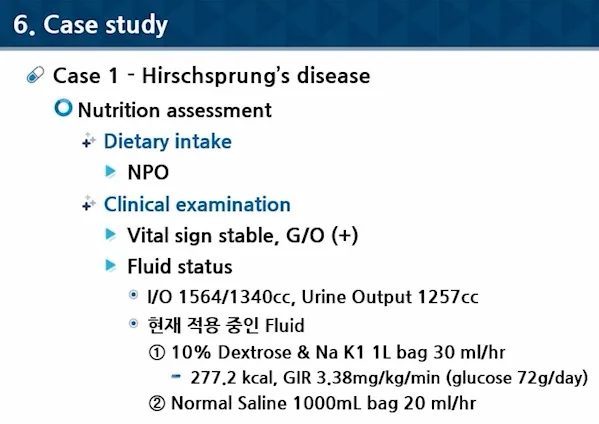 6. Case study
Case 1 - Hirschsprung's disease
Nutrition assessment
Dietary intake
NPO
Clinical examination
Vital sign stable, G/O (+)
Fluid status
I/O 1564/1340cc, Urine Output 1257cc
현재 적용 중인 Fluid
① 10% Dextrose & Na K1 1L bag 30 ml/hr
- 277.2 kcal, GIR 3.38mg/kg/min (glucose 72g/day)
② Normal Saline 1000mL bag 20 ml/hr